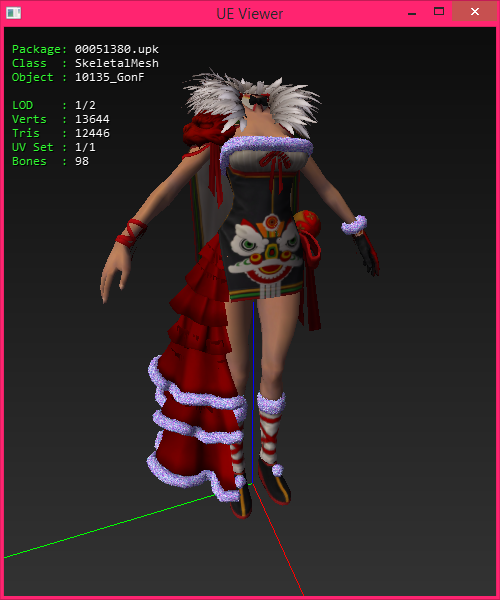 UE Viewer
Package: 00051380.upk
Class : SkeletalMesh
Object : 10135_GonF
LOD : 1/2
Verts : 13644
Tris : 12446
UV Set : 1/1
Bones : 98